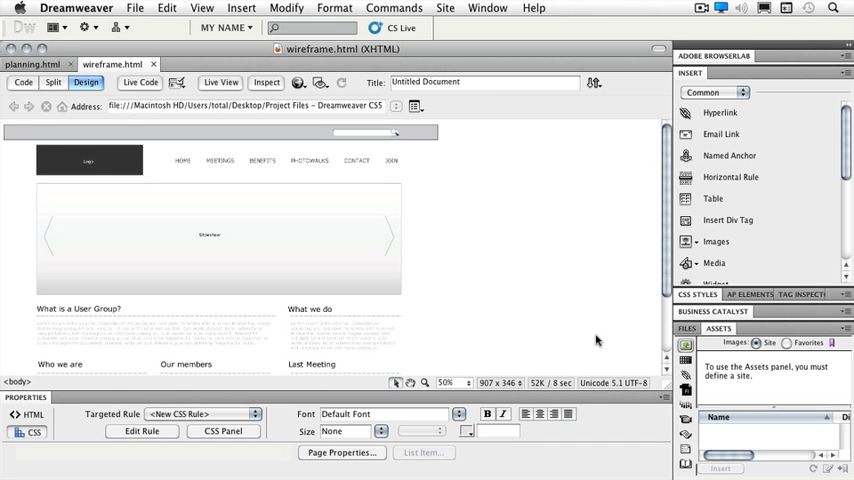 Dreamweaver File Edit View Insert Modify Format Commands Site Window Help
Dw MY NAME CS Live
wireframe.html (XHTML)
planning.html wireframe.html
Code Split Design Live Code Live View Inspect Title: Untitled Document
Address: file:///Macintosh HD/Users/total/Desktop/Project Files - Dreamweaver CS5
Logo HOME MEETINGS BENEFITS PHOTOWALKS CONTACT JOIN
Slideshow
What is a User Group? What we do
Who we are Our members Last Meeting
<body> 50% 907 x 346 52K / 8 sec Unicode 5.1 UTF-8
ADOBE BROWSERLAB
INSERT
Common
Hyperlink
Email Link
Named Anchor
Horizontal Rule
Table
Insert Div Tag
Images
Media
Widget
CSS STYLES AP ELEMENTS TAG INSPECT
BUSINESS CATALYST
FILES ASSETS
Images: Site Favorites
To use the Assets panel, you must
define a site.
Name Di
Insert
PROPERTIES
HTML Targeted Rule <New CSS Rule> Font Default Font B I
CSS Edit Rule CSS Panel Size None
Page Properties... List Item...